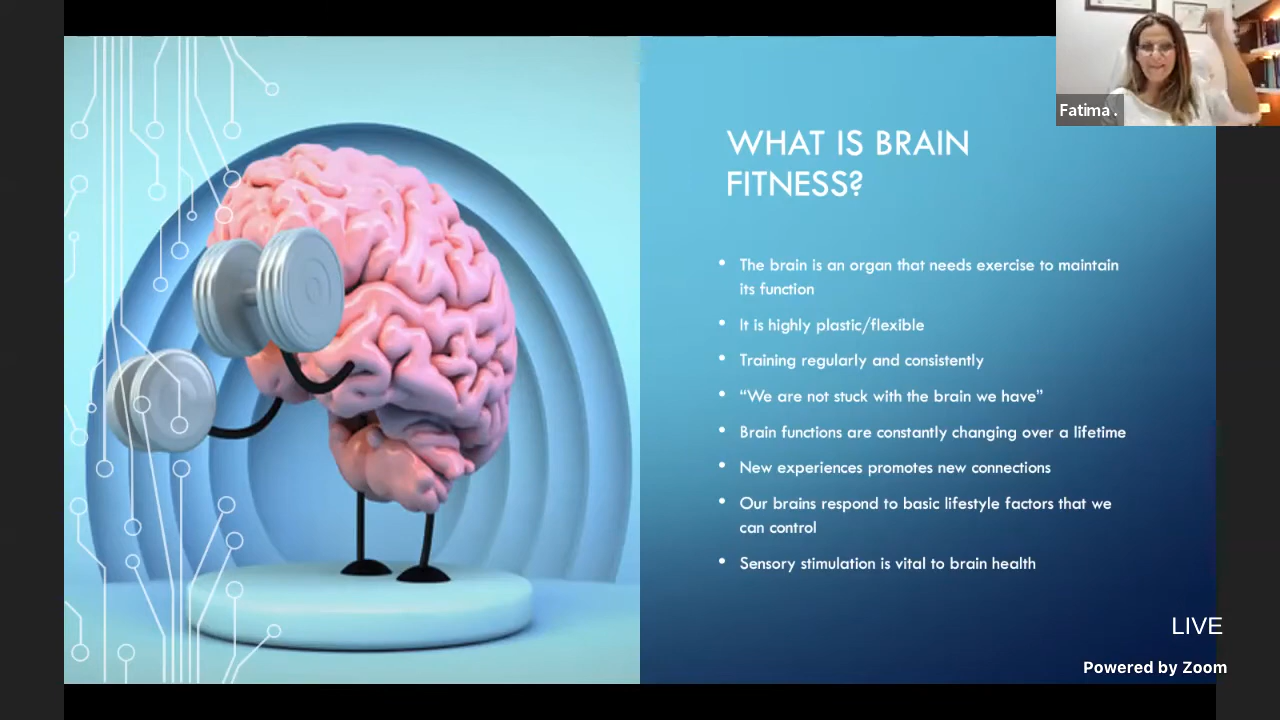 Fatima .
WHAT IS BRAIN
FITNESS?
• The brain is an organ that needs exercise to maintain
its function
• It is highly plastic/flexible
• Training regularly and consistently
• “We are not stuck with the brain we have”
• Brain functions are constantly changing over a lifetime
• New experiences promotes new connections
• Our brains respond to basic lifestyle factors that we
can control
• Sensory stimulation is vital to brain health
LIVE
Powered by Zoom